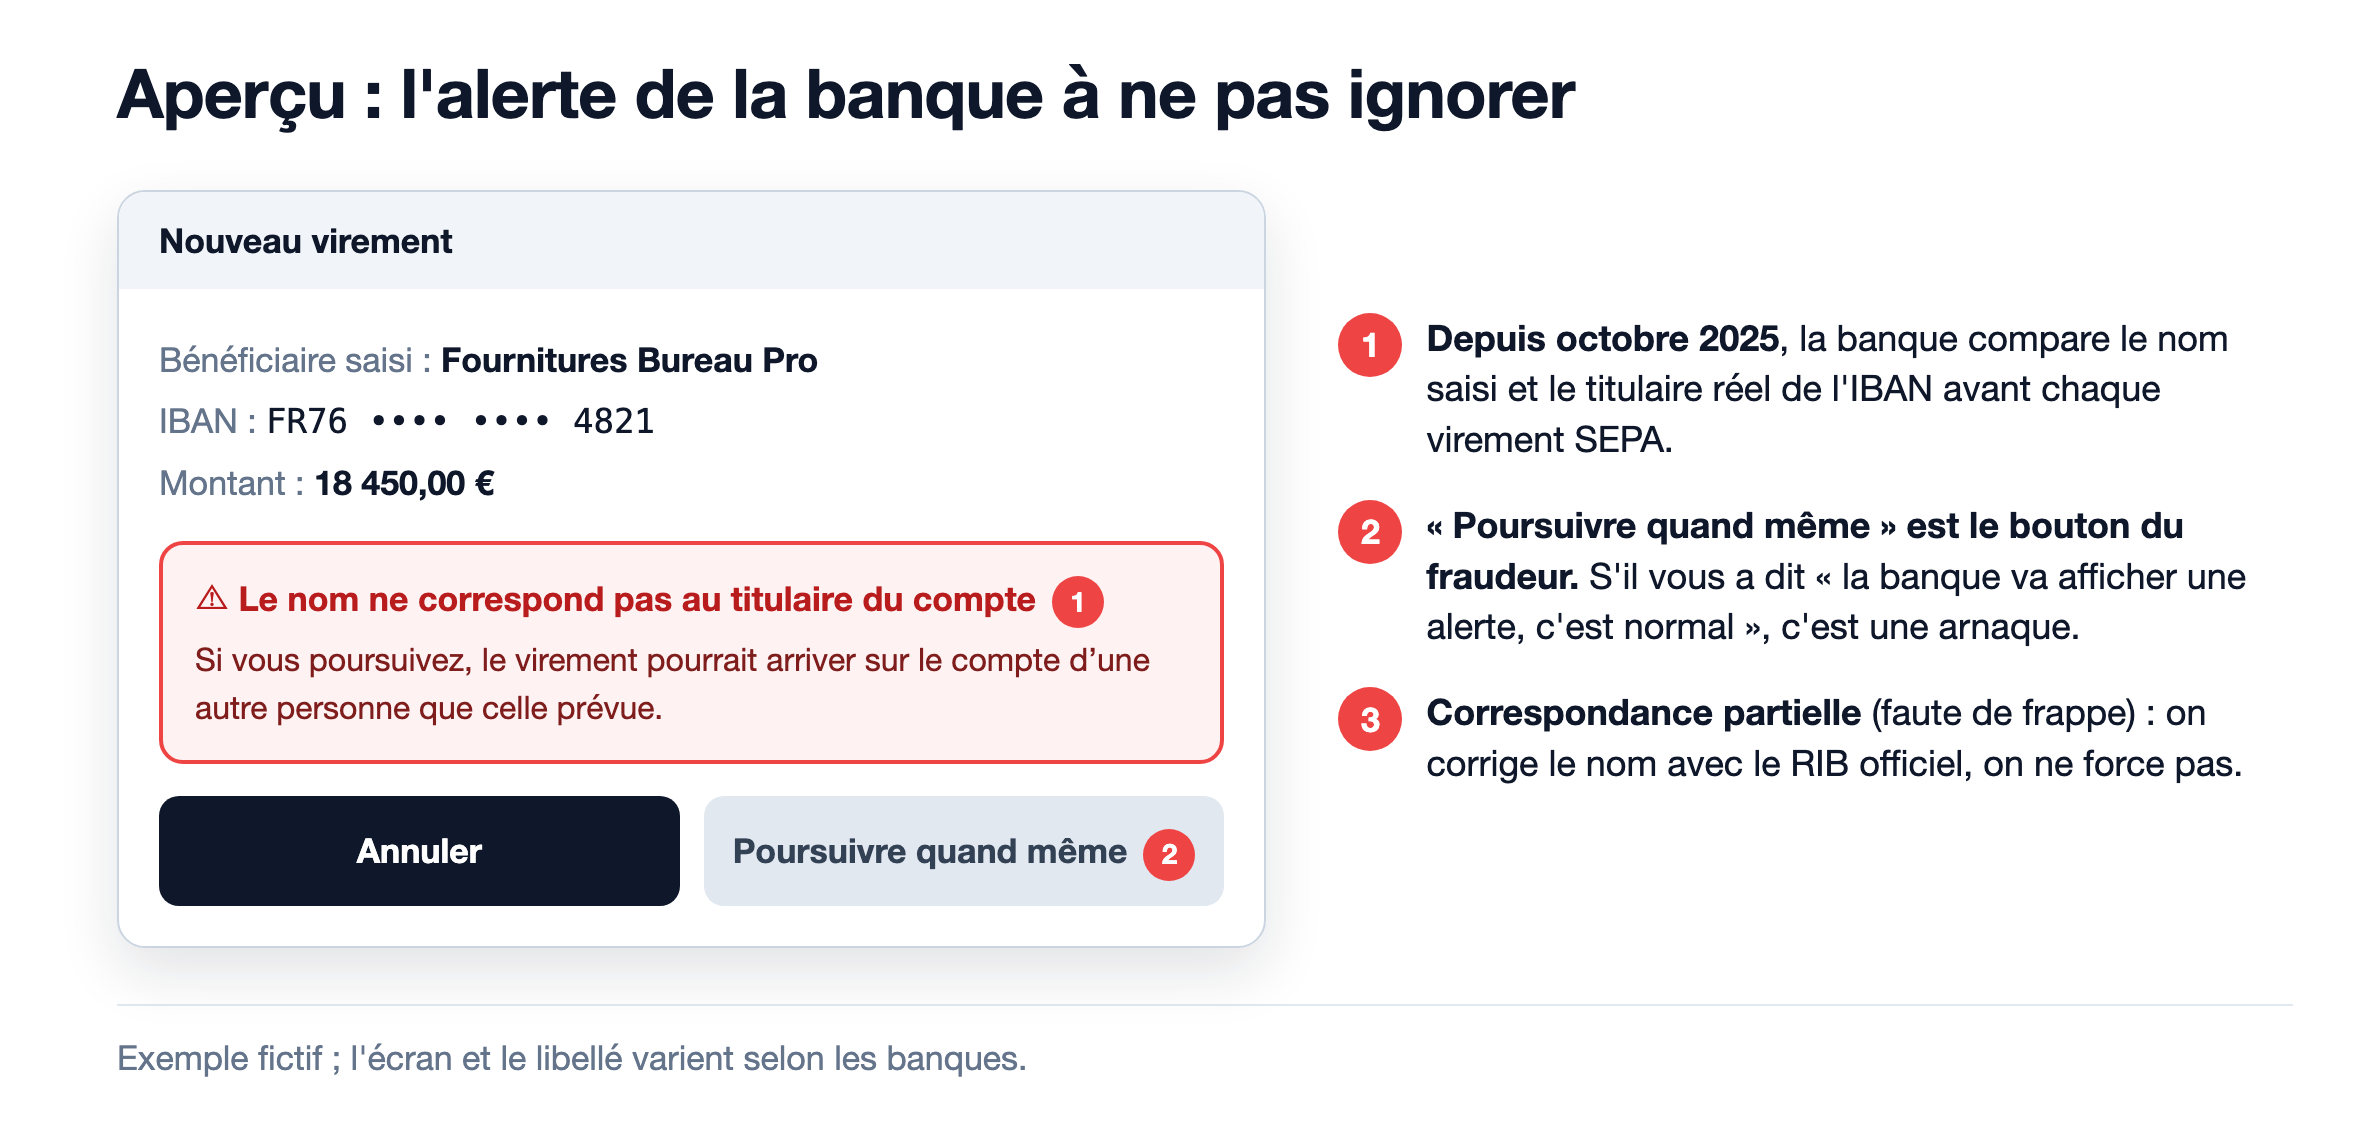 Aperçu : l'alerte de la banque à ne pas ignorer
Nouveau virement
Bénéficiaire saisi : Fournitures Bureau Pro
IBAN : FR76 •••• •••• 4821
Montant : 18 450,00 €
⚠ Le nom ne correspond pas au titulaire du compte 1
Si vous poursuivez, le virement pourrait arriver sur le compte d’une
autre personne que celle prévue.
Annuler
Poursuivre quand même 2
1 Depuis octobre 2025, la banque compare le nom
saisi et le titulaire réel de l'IBAN avant chaque
virement SEPA.
2 « Poursuivre quand même » est le bouton du
fraudeur. S'il vous a dit « la banque va afficher une
alerte, c'est normal », c'est une arnaque.
3 Correspondance partielle (faute de frappe) : on
corrige le nom avec le RIB officiel, on ne force pas.
Exemple fictif ; l'écran et le libellé varient selon les banques.